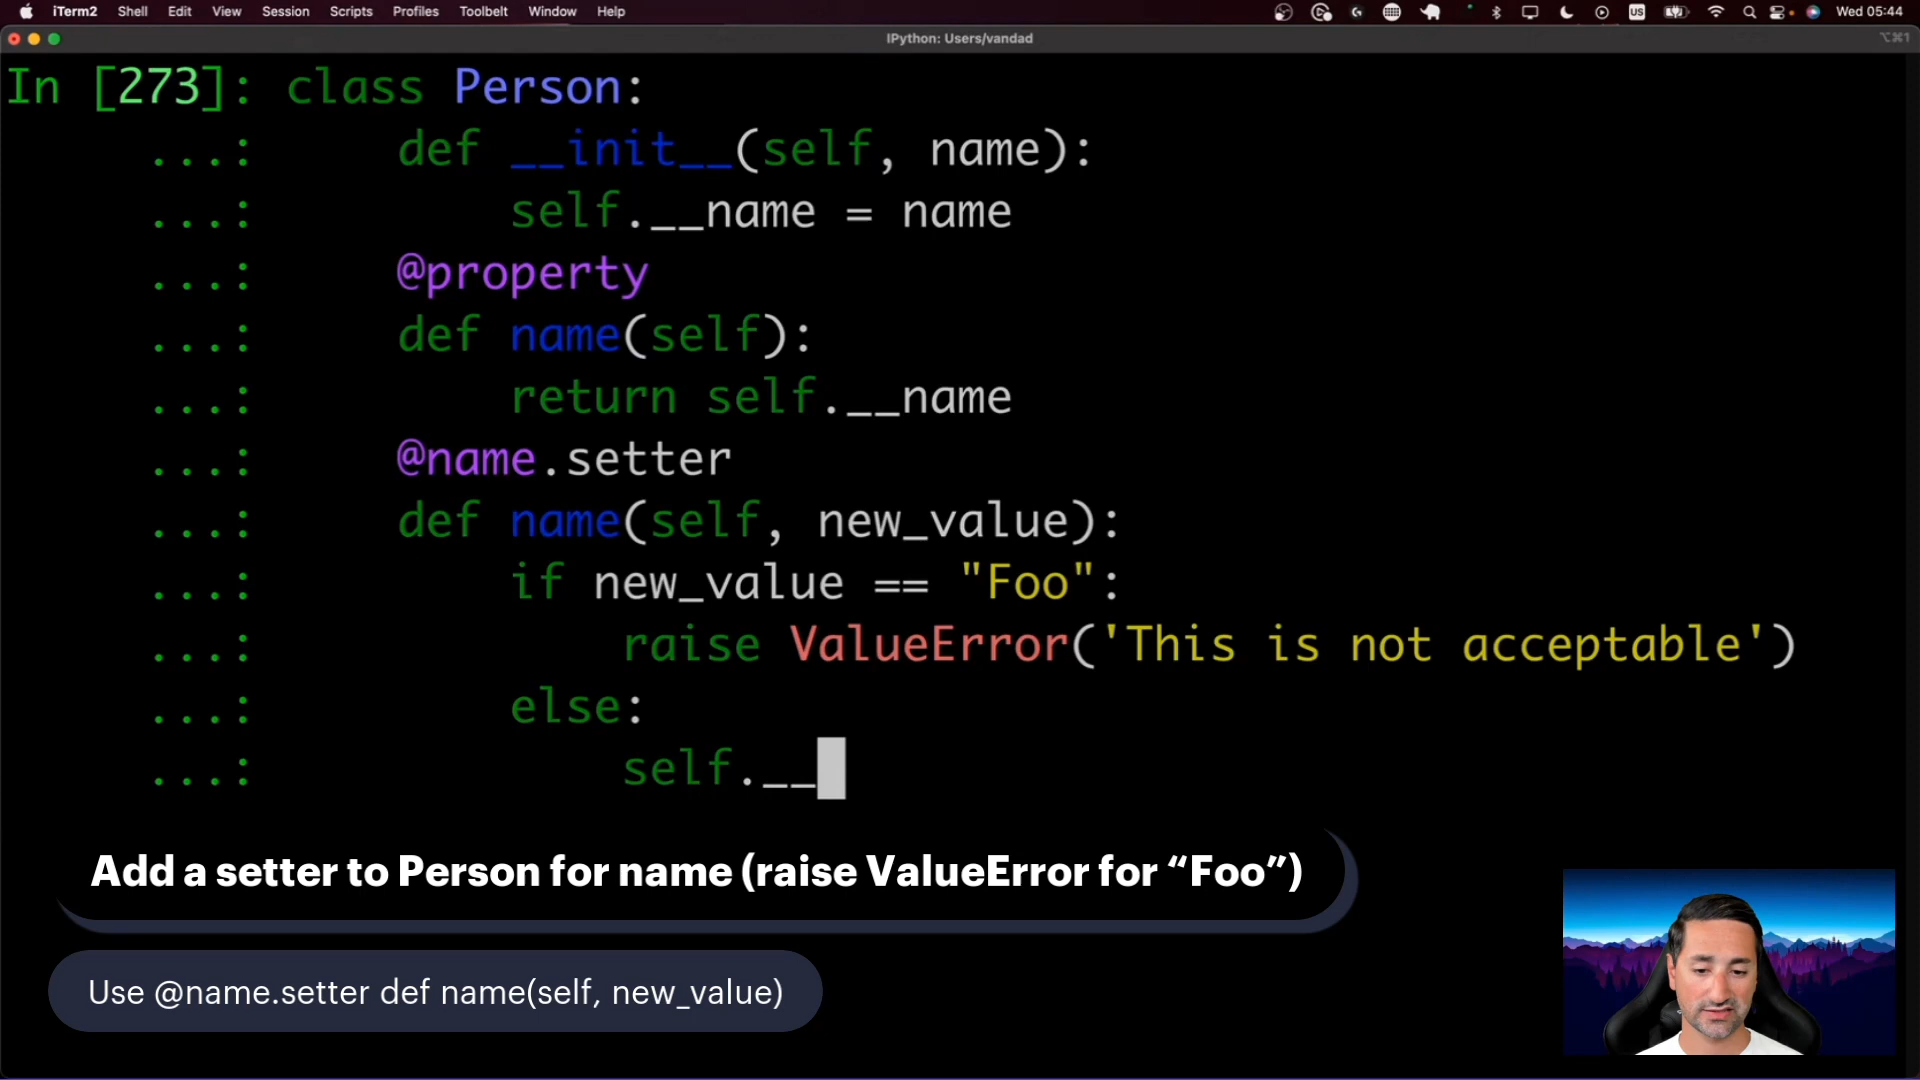 iTerm2 Shell Edit View Session Scripts Profiles Toolbelt Window Help US Wed 05:44
IPython: Users/vandad
⌥⌘1
In [273]: class Person:
...: def __init__(self, name):
...: self.__name = name
...: @property
...: def name(self):
...: return self.__name
...: @name.setter
...: def name(self, new_value):
...: if new_value == "Foo":
...: raise ValueError('This is not acceptable')
...: else:
...: self.__
Add a setter to Person for name (raise ValueError for “Foo”)
Use @name.setter def name(self, new_value)